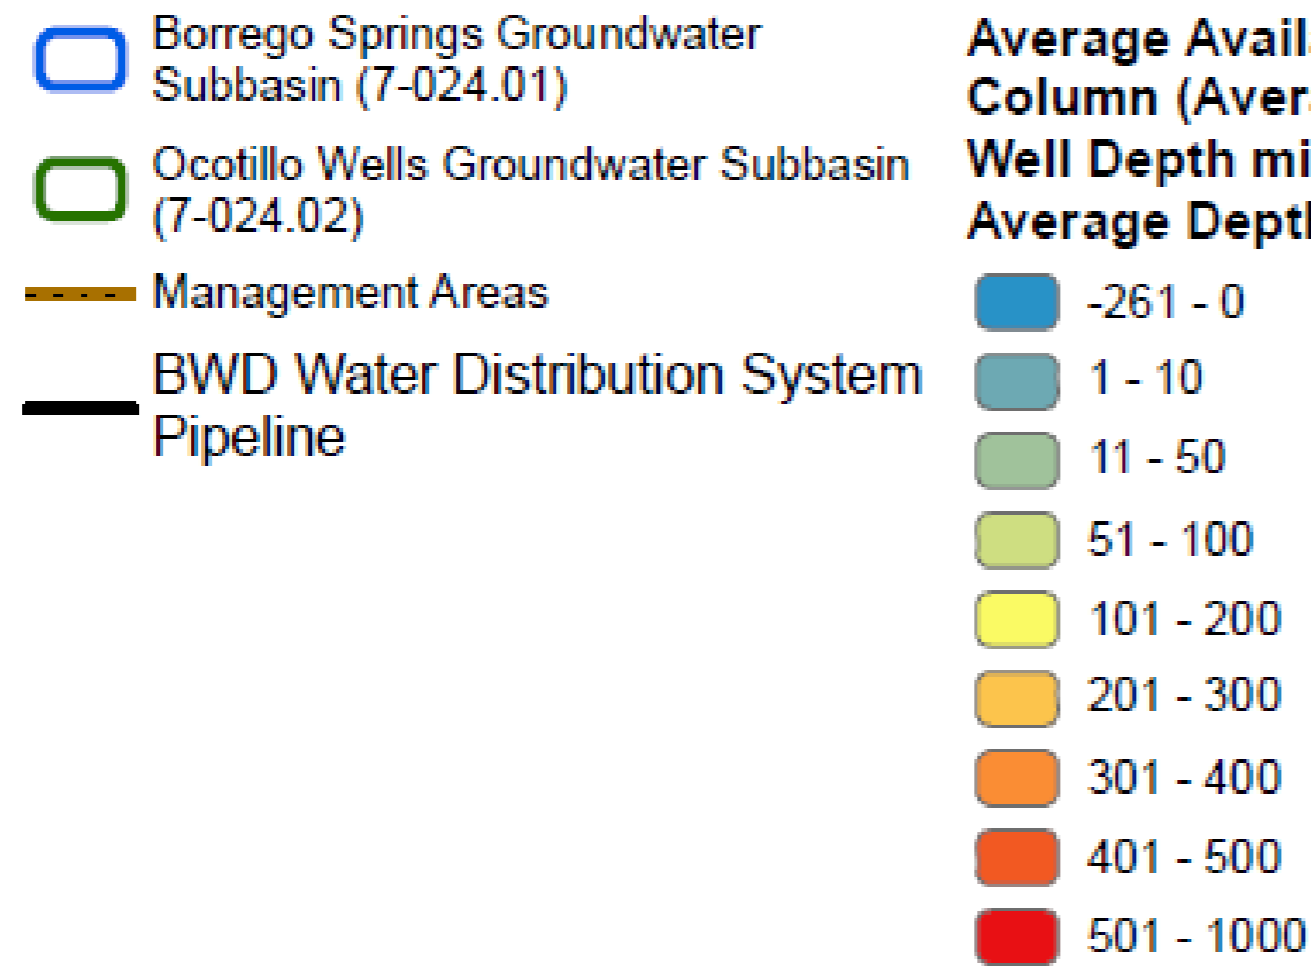 Borrego Springs Groundwater
Subbasin (7-024.01)
Ocotillo Wells Groundwater Subbasin
(7-024.02)
Management Areas
BWD Water Distribution System
Pipeline
Average Avail
Column (Aver
Well Depth mi
Average Dept
-261 - 0
1 - 10
11 - 50
51 - 100
101 - 200
201 - 300
301 - 400
401 - 500
501 - 1000